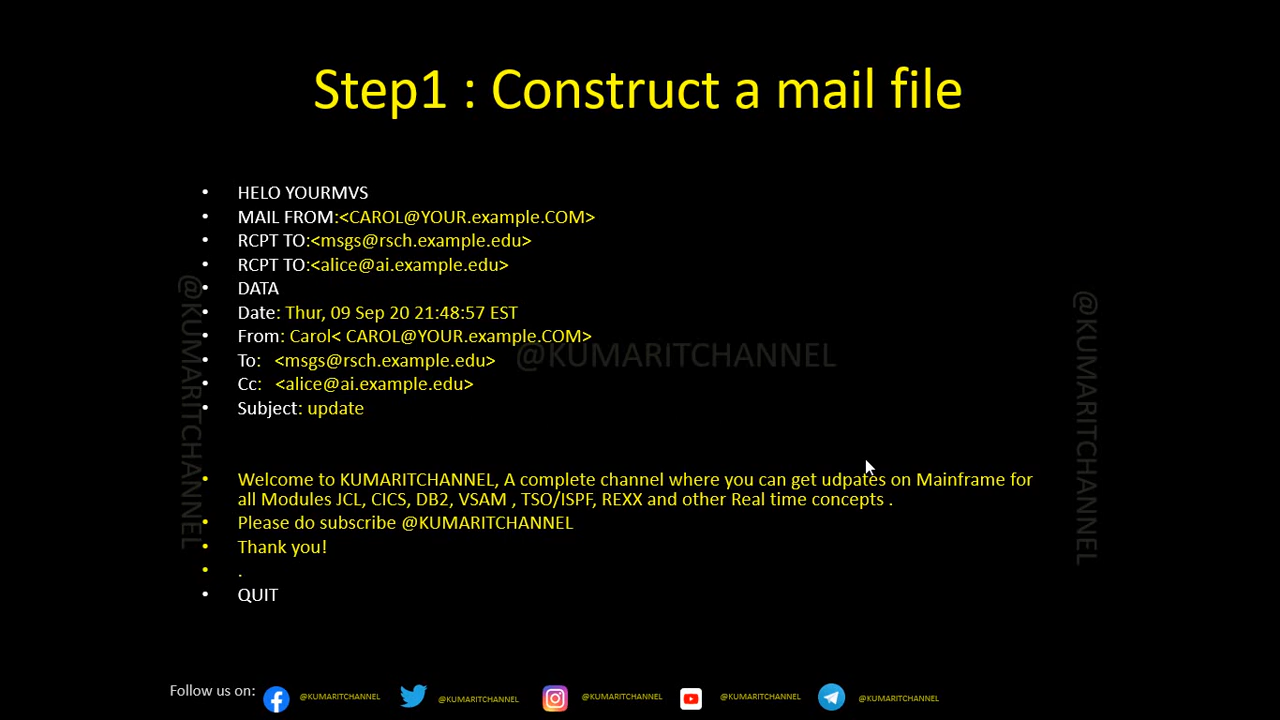 Step1 : Construct a mail file
• HELO YOURMVS
• MAIL FROM:<CAROL@YOUR.example.COM>
• RCPT TO:<msgs@rsch.example.edu>
• RCPT TO:<alice@ai.example.edu>
• DATA
• Date: Thur, 09 Sep 20 21:48:57 EST
• From: Carol< CAROL@YOUR.example.COM>
• To: <msgs@rsch.example.edu>
• Cc: <alice@ai.example.edu>
• Subject: update
@KUMARITCHANNEL
@KUMARITCHANNEL
@KUMARITCHANNEL
• Welcome to KUMARITCHANNEL, A complete channel where you can get udpates on Mainframe for
all Modules JCL, CICS, DB2, VSAM , TSO/ISPF, REXX and other Real time concepts .
• Please do subscribe @KUMARITCHANNEL
• Thank you!
• .
• QUIT
Follow us on: @KUMARITCHANNEL @KUMARITCHANNEL @KUMARITCHANNEL @KUMARITCHANNEL @KUMARITCHANNEL